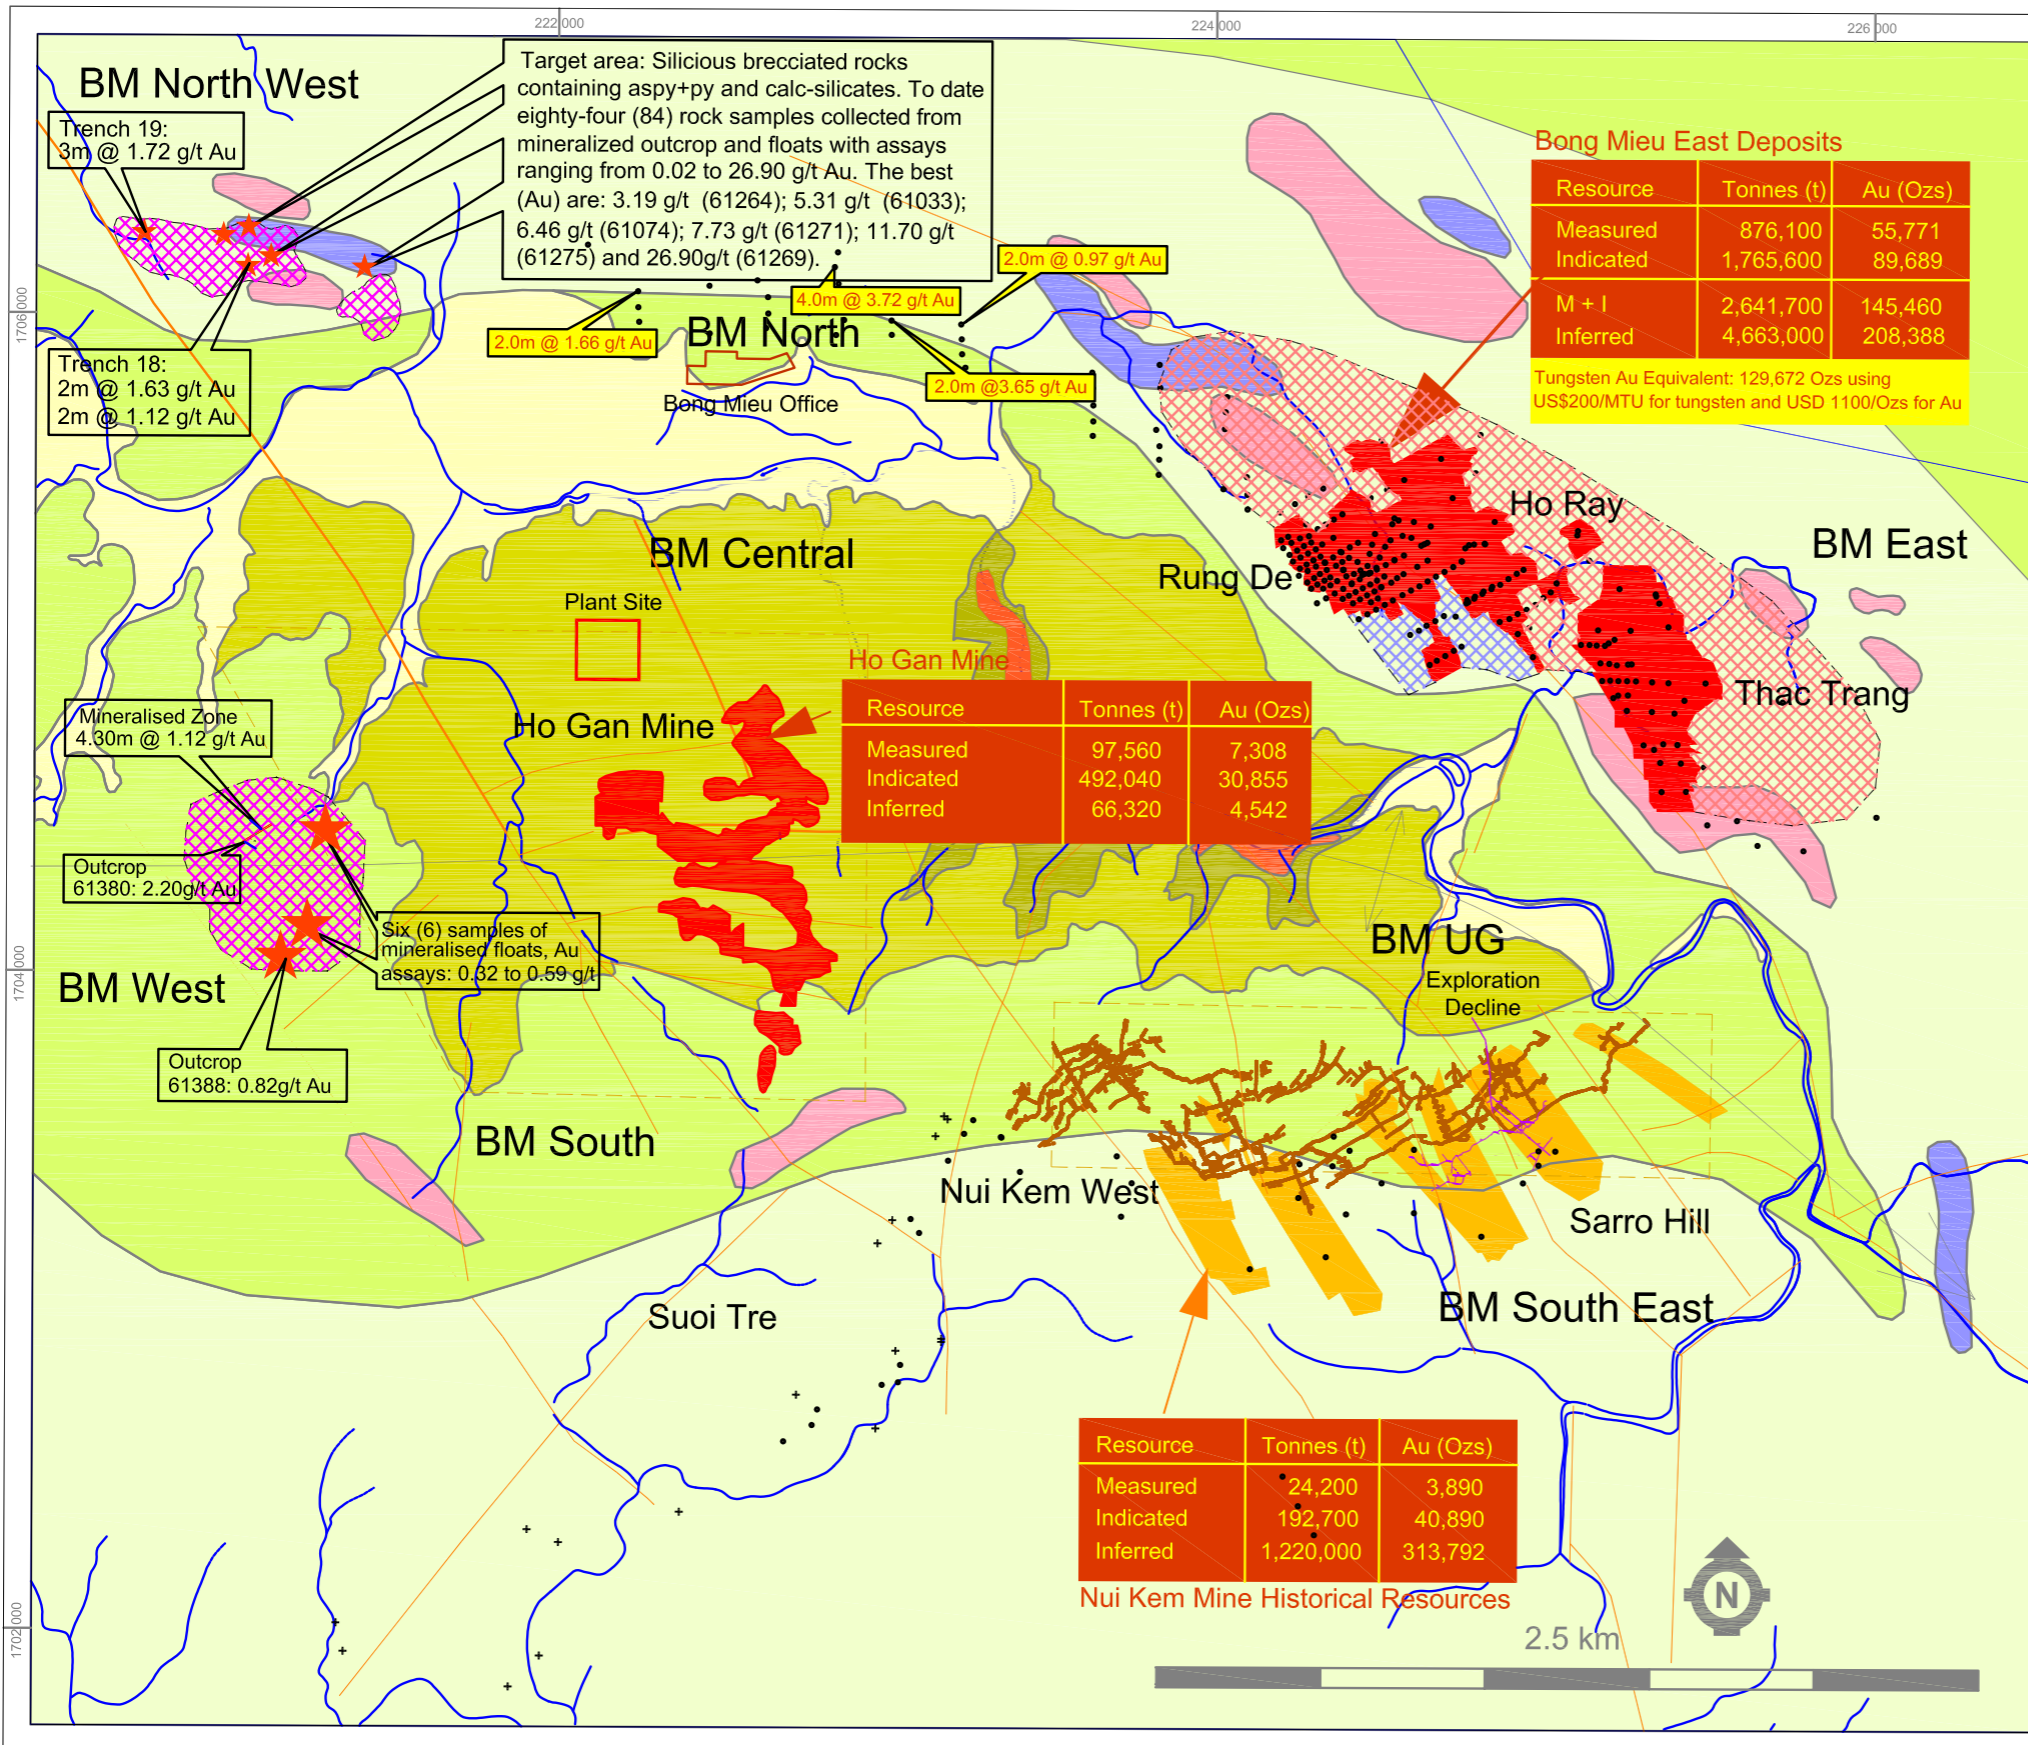 222 000
224 000
226 000
BM North West
Trench 19:
3m @ 1.72 g/t Au
Target area: Silicious brecciated rocks
containing aspy+py and calc-silicates. To date
eighty-four (84) rock samples collected from
mineralized outcrop and floats with assays
ranging from 0.02 to 26.90 g/t Au. The best
(Au) are: 3.19 g/t (61264); 5.31 g/t (61033);
6.46 g/t (61074); 7.73 g/t (61271); 11.70 g/t
(61275) and 26.90g/t (61269).
Bong Mieu East Deposits
Resource Tonnes (t) Au (Ozs)
Measured 876,100 55,771
Indicated 1,765,600 89,689
M + I 2,641,700 145,460
Inferred 4,663,000 208,388
Tungsten Au Equivalent: 129,672 Ozs using
US$200/MTU for tungsten and USD 1100/Ozs for Au
2.0m @ 0.97 g/t Au
4.0m @ 3.72 g/t Au
2.0m @ 1.66 g/t Au
BM North
2.0m @3.65 g/t Au
Bong Mieu Office
1706 000
Trench 18:
2m @ 1.63 g/t Au
2m @ 1.12 g/t Au
Ho Ray
BM East
Rung De
Thac Trang
BM Central
Plant Site
Ho Gan Mine
Ho Gan Mine
Resource Tonnes (t) Au (Ozs)
Measured 97,560 7,308
Indicated 492,040 30,855
Inferred 66,320 4,542
Mineralised Zone
4.30m @ 1.12 g/t Au
Outcrop
61380: 2.20g/t Au
Six (6) samples of
mineralised floats, Au
assays: 0.32 to 0.59 g/t
BM West
1704 000
Outcrop
61388: 0.82g/t Au
BM UG
Exploration
Decline
BM South
Nui Kem West
Sarro Hill
BM South East
Suoi Tre
Resource Tonnes (t) Au (Ozs)
Measured 24,200 3,890
Indicated 192,700 40,890
Inferred 1,220,000 313,792
Nui Kem Mine Historical Resources
N
2.5 km
1702 000